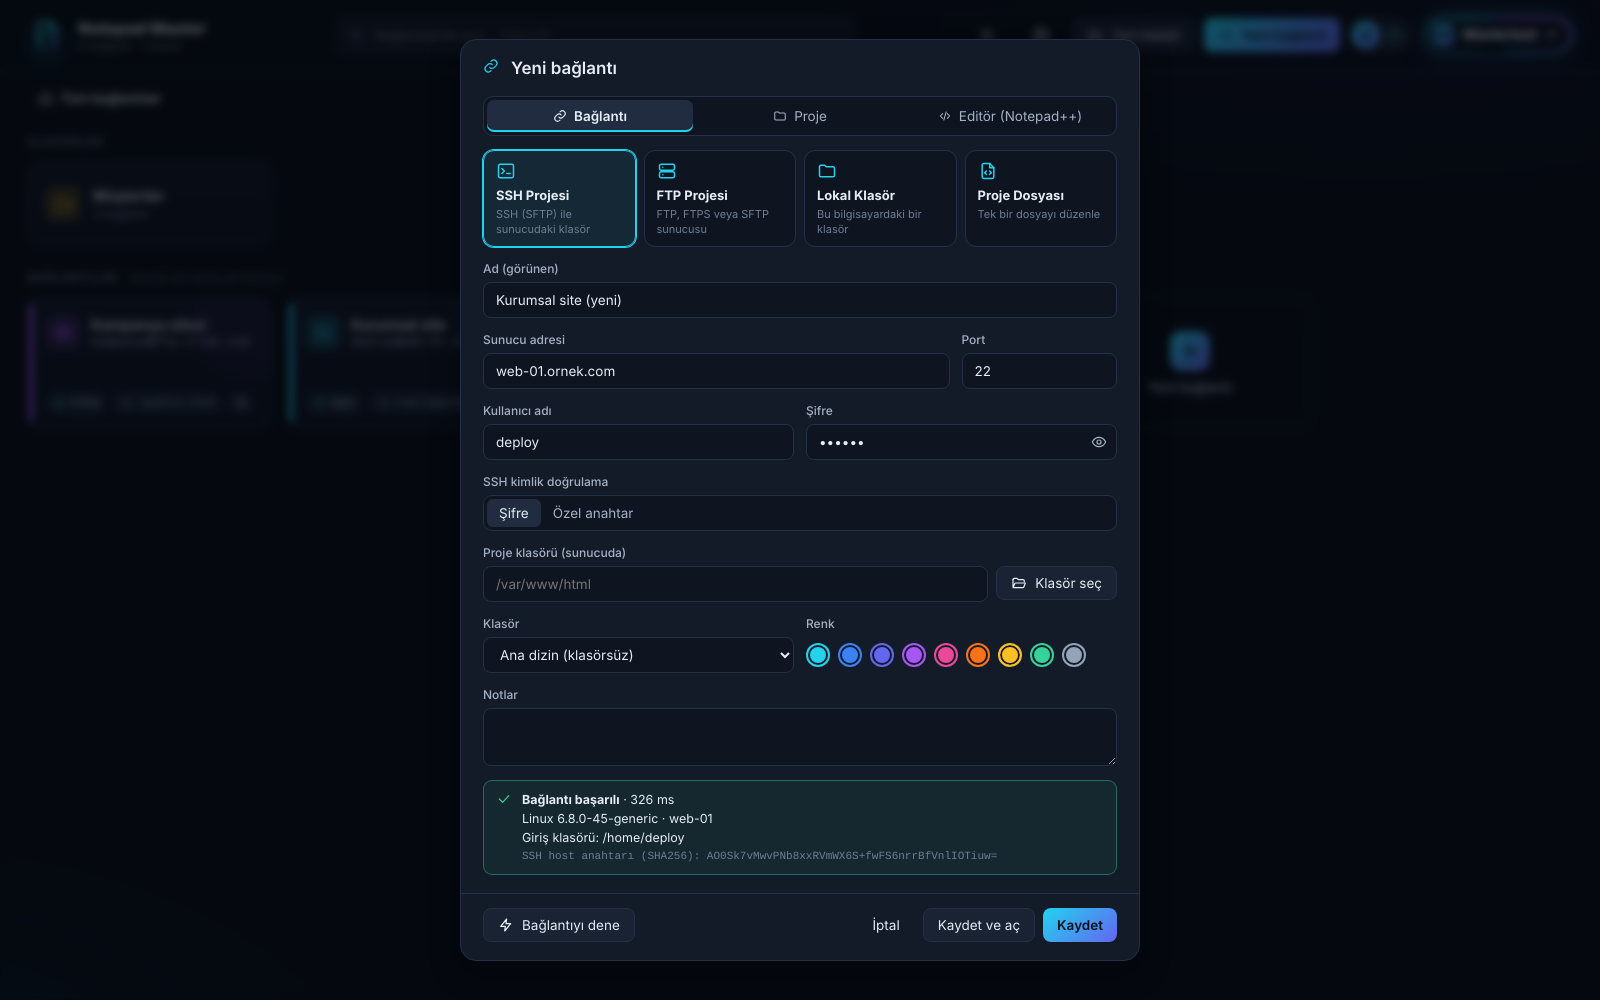 Notepad Master
Yeni bağlantı
Bağlantı
Proje
Editör (Notepad++)
SSH Projesi
SSH (SFTP) ile
sunucudaki klasör
FTP Projesi
FTP, FTPS veya SFTP
sunucusu
Lokal Klasör
Bu bilgisayardaki bir
klasör
Proje Dosyası
Tek bir dosyayı düzenle
Ad (görünen)
Kurumsal site (yeni)
Sunucu adresi
Port
web-01.ornek.com
22
Kullanıcı adı
Şifre
deploy
••••••
SSH kimlik doğrulama
Şifre
Özel anahtar
Proje klasörü (sunucuda)
/var/www/html
Klasör seç
Klasör
Renk
Ana dizin (klasörsüz)
Notlar
Bağlantı başarılı · 326 ms
Linux 6.8.0-45-generic · web-01
Giriş klasörü: /home/deploy
SSH host anahtarı (SHA256): AO0Sk7vMwvPNb8xxRVmWX6S+fwFS6nrrBfVnlIOTiuw=
Bağlantıyı dene
İptal
Kaydet ve aç
Kaydet